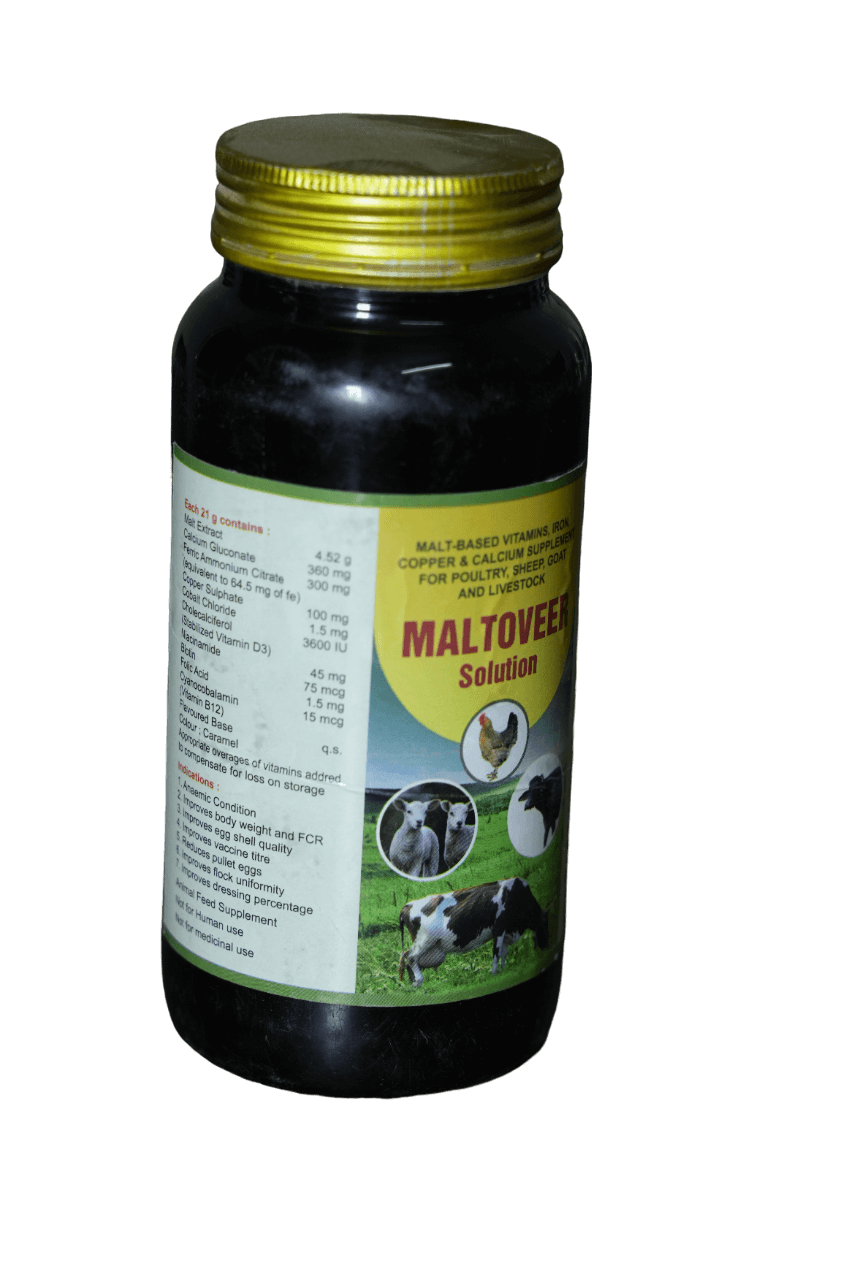 Each 21 g contains :
Malt Extract 4.52 g
Calcium Gluconate 360 mg
Ferric Ammonium Citrate 300 mg
(equivalent to 64.5 mg of fe)
Copper Sulphate 100 mg
Cobalt Chloride 1.5 mg
Cholecalciferol 3600 IU
(Stabilized Vitamin D3)
Niacinamide 45 mg
Biotin 75 mcg
Folic Acid 1.5 mg
Cyanocobalamin 15 mcg
(Vitamin B12)
Flavoured Base q.s.
Colour : Caramel
Appropriate overages of vitamins addred
to compensate for loss on storage
Indications :
1. Anaemic Condition
2. Improves body weight and FCR
3. Improves egg shell quality
4. Improves vaccine titre
5. Reduces pullet eggs
6. Improves flock uniformity
7. Improves dressing percentage
Animal Feed Supplement
Not for Human use
Not for medicinal use
MALT-BASED VITAMINS, IRON,
COPPER & CALCIUM SUPPLEMENT
FOR POULTRY, SHEEP, GOAT
AND LIVESTOCK
MALTOVEER
Solution